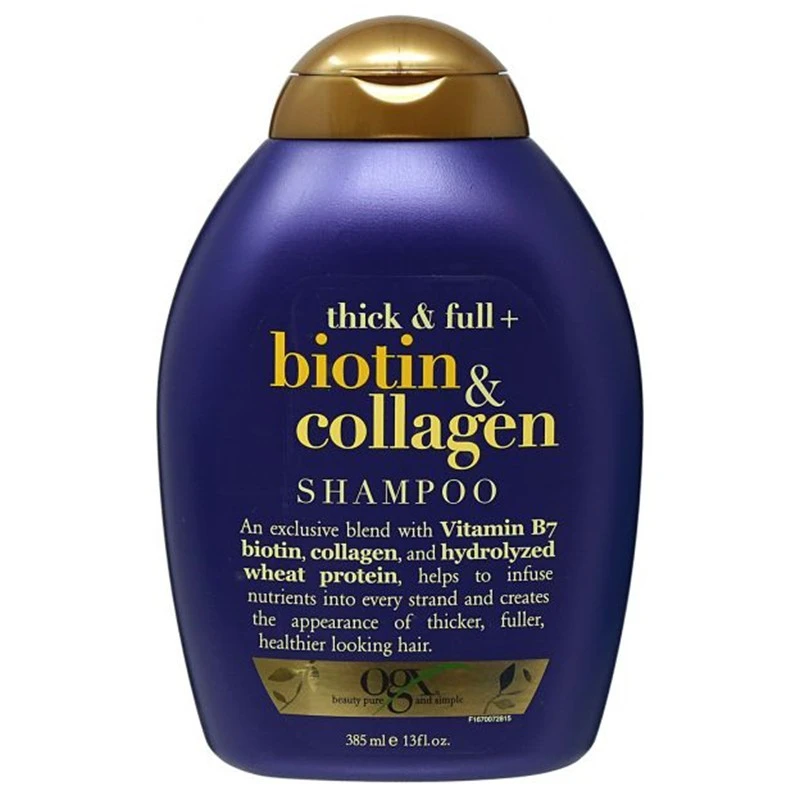 thick & full +
biotin &
collagen
SHAMPOO
An exclusive blend with Vitamin B7
biotin, collagen, and hydrolyzed
wheat protein, helps to infuse
nutrients into every strand and creates
the appearance of thicker, fuller,
healthier looking hair.
ogx
beauty pure and simple
F1670072815
385 ml e 13fl.oz.